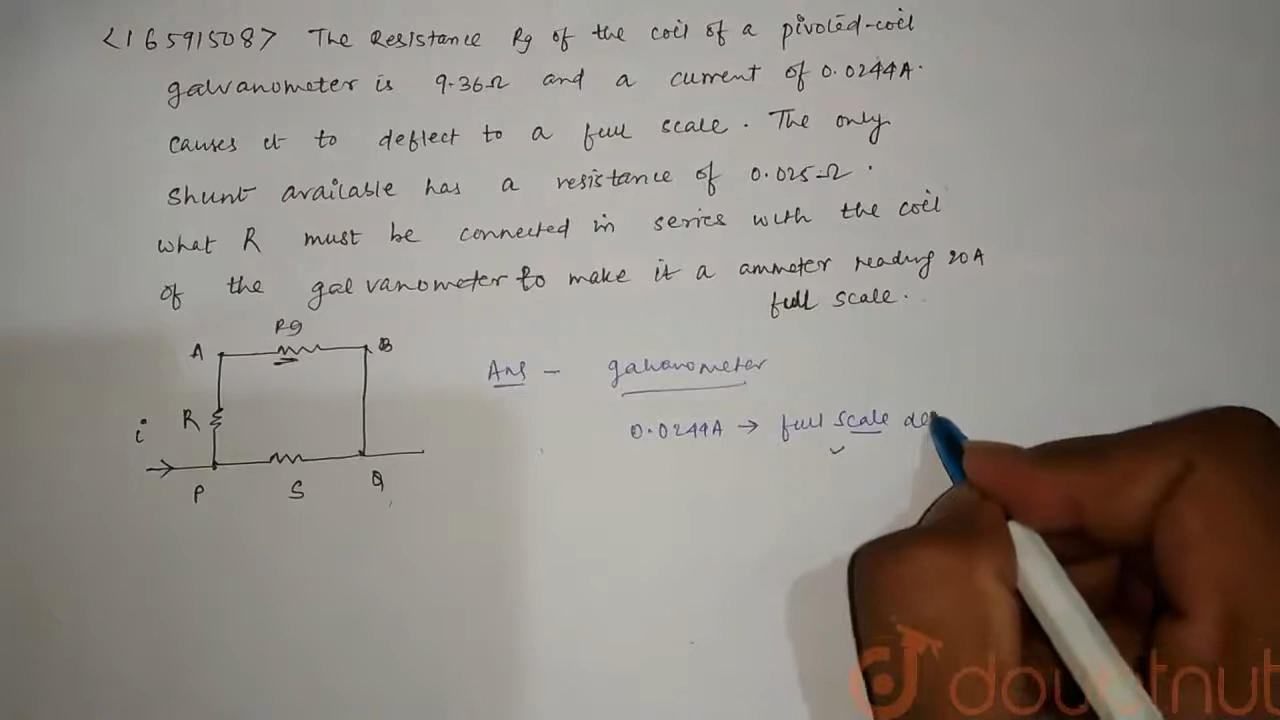 <16591508> The Resistance Rg of the coil of a pivoted-coil
galvanometer is 9.36Ω and a current of 0.0244A.
causes it to deflect to a full scale. The only
shunt available has a resistance of 0.025Ω.
what R must be connected in series with the coil
of the galvanometer to make it a ammeter reading 20A
full scale.
Rg
A
B
Ans - galvanometer
R
i
0.0244A → full scale de
P
S
Q
doubtnut